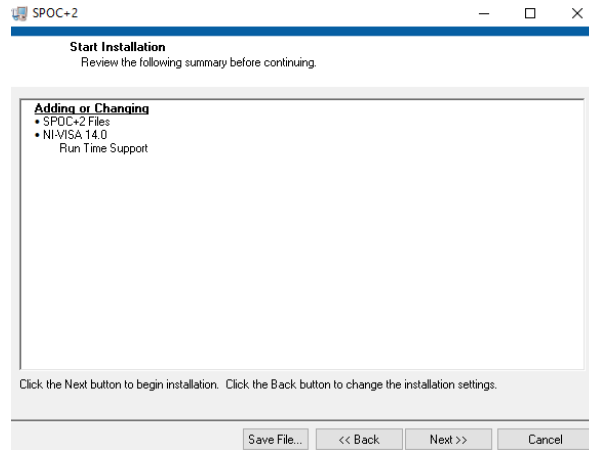 SPOC+2
Start Installation
Review the following summary before continuing.
Adding or Changing
• SPOC+2 Files
• NI-VISA 14.0
Run Time Support
Click the Next button to begin installation.  Click the Back button to change the installation settings.
Save File...
<< Back
Next >>
Cancel